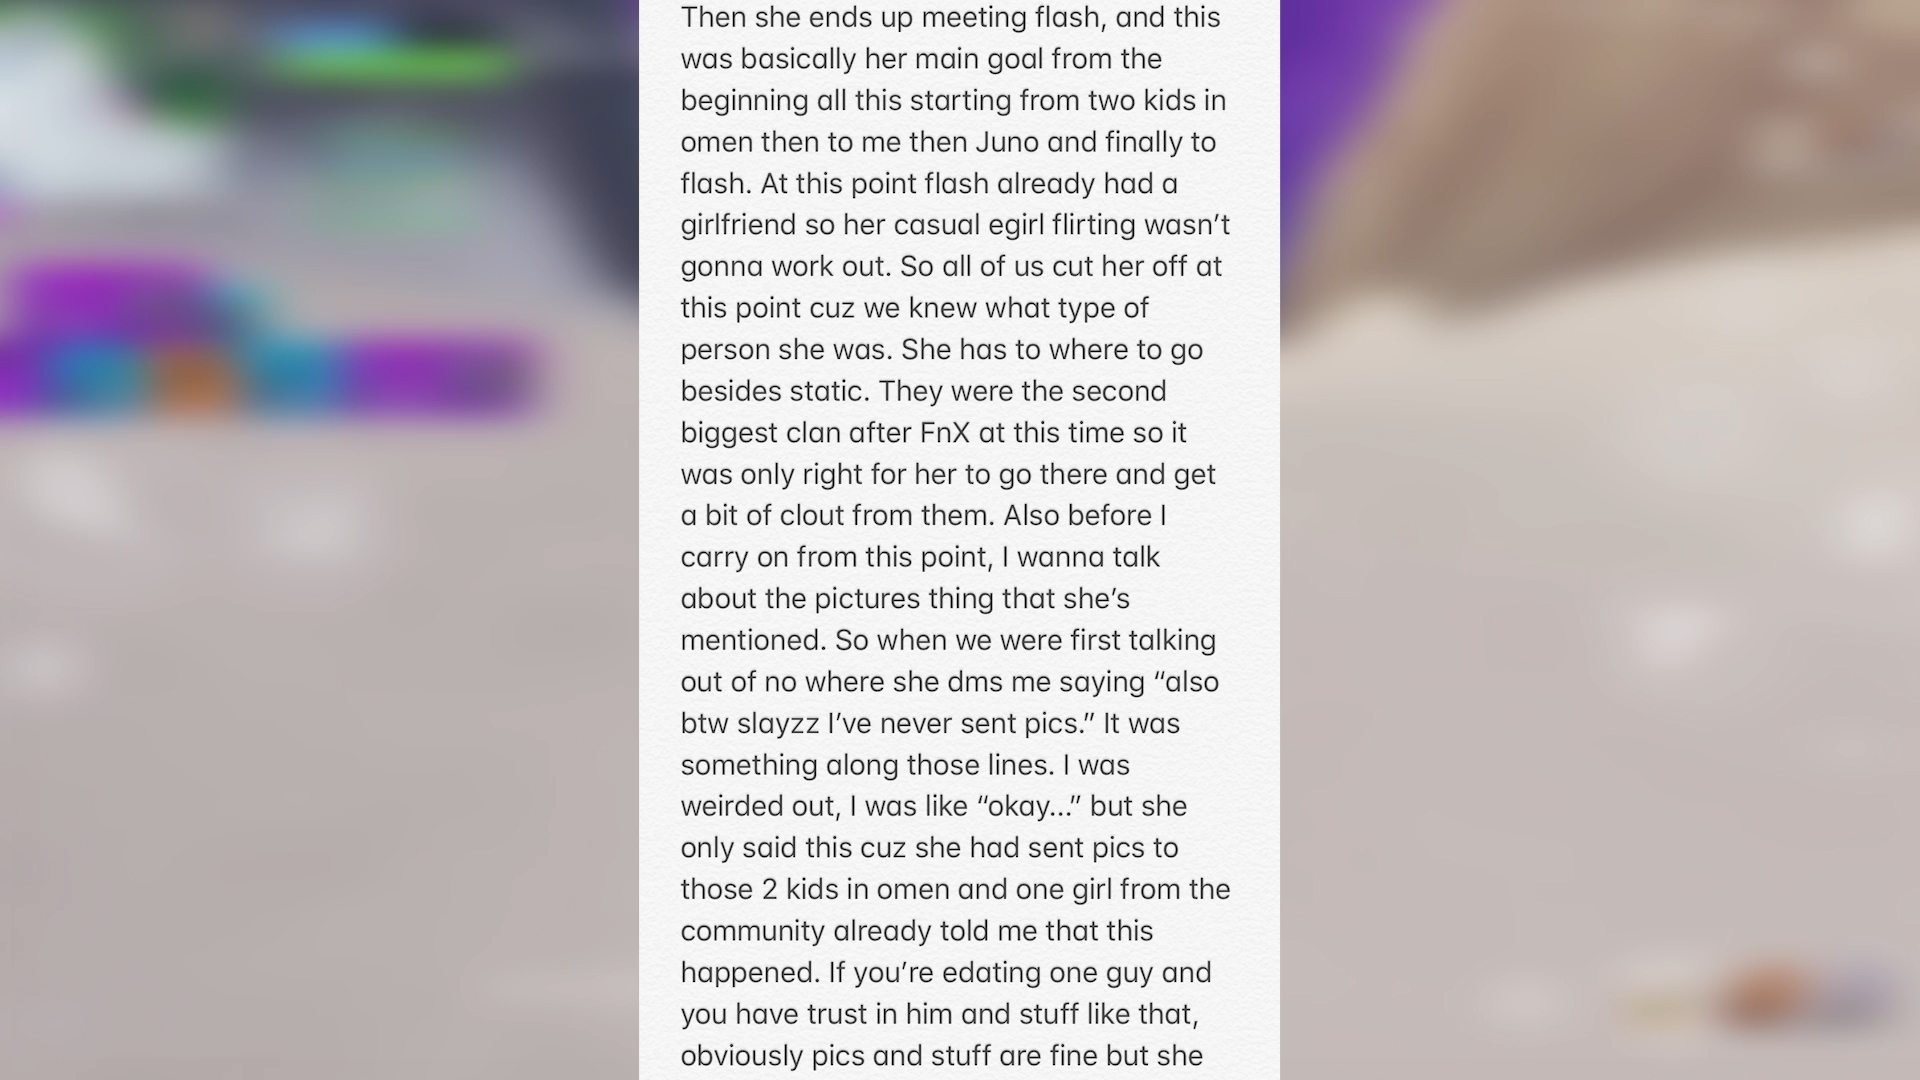 Then she ends up meeting flash, and this
was basically her main goal from the
beginning all this starting from two kids in
omen then to me then Juno and finally to
flash. At this point flash already had a
girlfriend so her casual egirl flirting wasn’t
gonna work out. So all of us cut her off at
this point cuz we knew what type of
person she was. She has to where to go
besides static. They were the second
biggest clan after FnX at this time so it
was only right for her to go there and get
a bit of clout from them. Also before I
carry on from this point, I wanna talk
about the pictures thing that she’s
mentioned. So when we were first talking
out of no where she dms me saying “also
btw slayzz I’ve never sent pics.” It was
something along those lines. I was
weirded out, I was like “okay...” but she
only said this cuz she had sent pics to
those 2 kids in omen and one girl from the
community already told me that this
happened. If you’re edating one guy and
you have trust in him and stuff like that,
obviously pics and stuff are fine but she